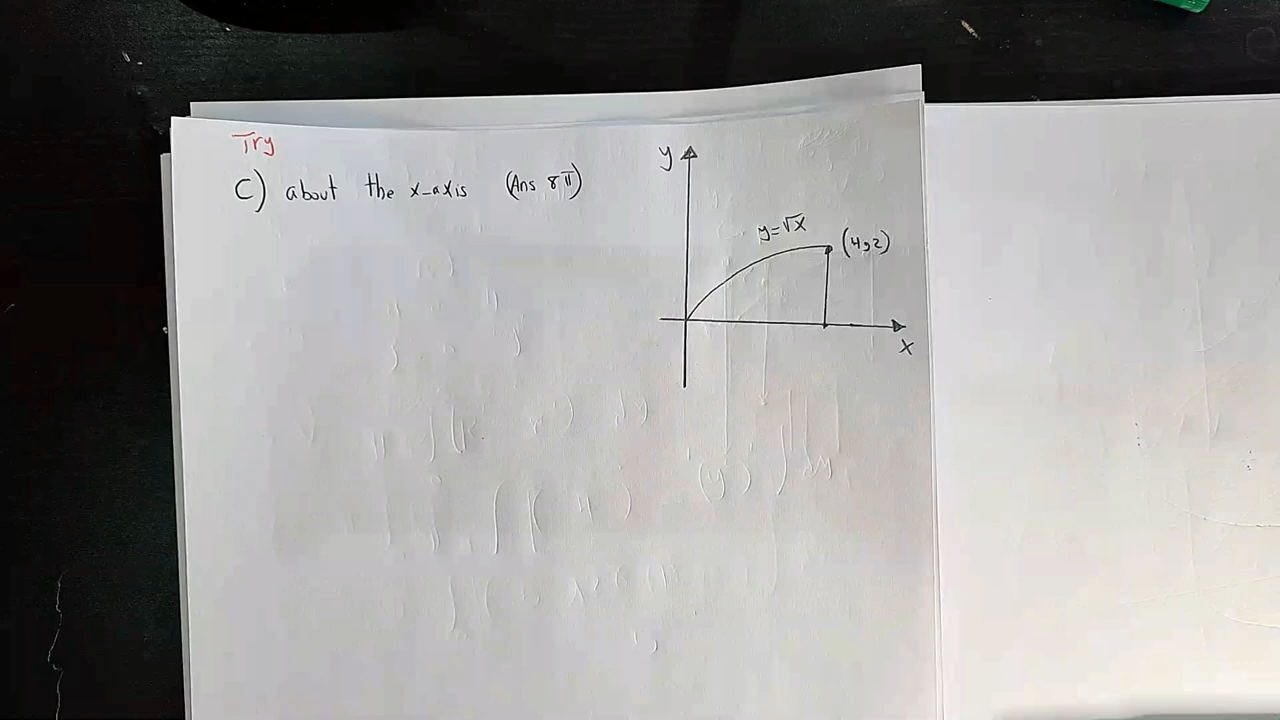 Try
C) about the x-axis (Ans 8π)
y
y=√x
(4,2)
x